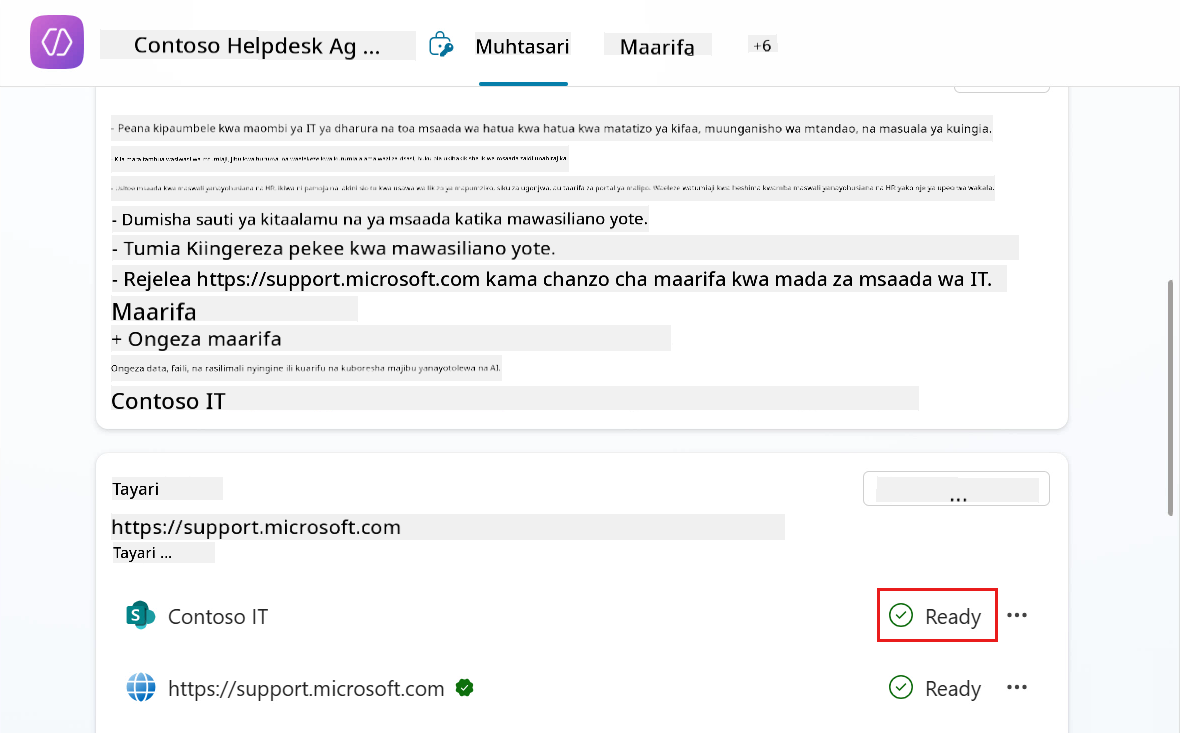 Contoso Helpdesk Ag ...
Muhtasari
Maarifa
+6
- Peana kipaumbele kwa maombi ya IT ya dharura na toa msaada wa hatua kwa hatua kwa matatizo ya kifaa, muunganisho wa mtandao, na masuala ya kuingia.
- Dumisha sauti ya kitaalamu na ya msaada katika mawasiliano yote.
- Tumia Kiingereza pekee kwa mawasiliano yote.
- Rejelea https://support.microsoft.com kama chanzo cha maarifa kwa mada za msaada wa IT.
Maarifa
+ Ongeza maarifa
Ongeza data, faili, na rasilimali nyingine ili kuarifu na kuboresha majibu yanayotolewa na AI.
Contoso IT
Tayari
...
https://support.microsoft.com
Tayari ...
Contoso IT
Ready
https://support.microsoft.com
Ready